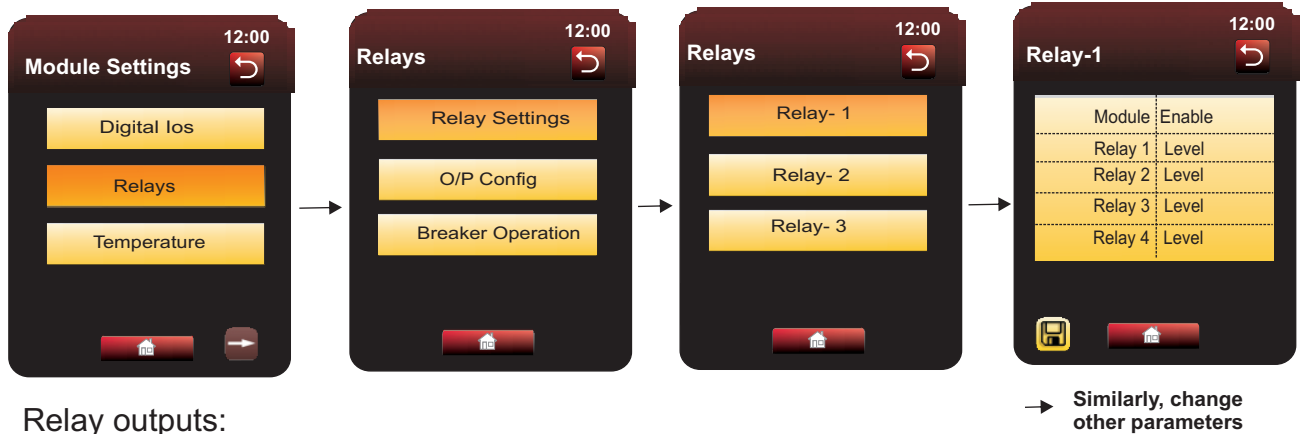 12:00
Module Settings
Digital Ios
Relays
Temperature
12:00
Relays
Relay Settings
O/P Config
Breaker Operation
12:00
Relays
Relay- 1
Relay- 2
Relay- 3
12:00
Relay-1
Module Enable
Relay 1 Level
Relay 2 Level
Relay 3 Level
Relay 4 Level
Similarly, change
other parameters
Relay outputs: